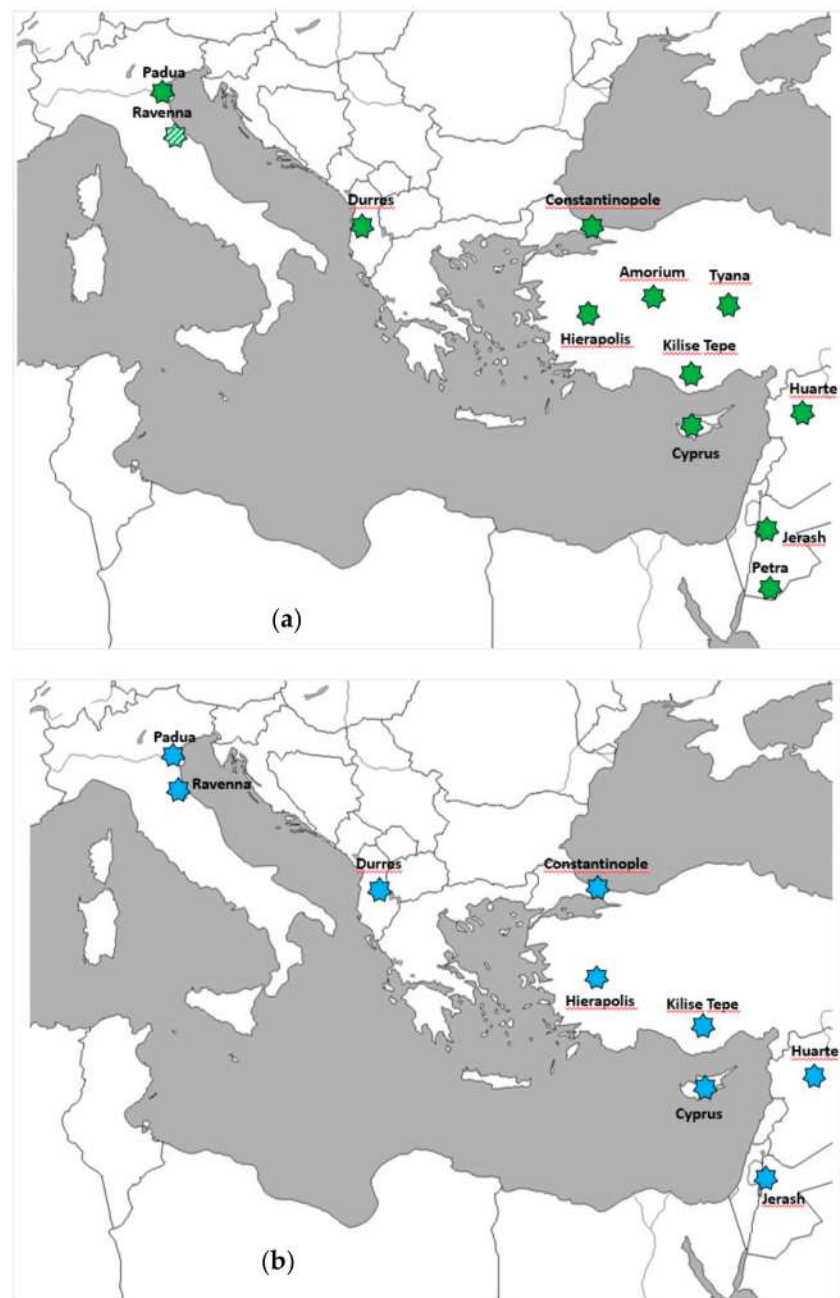 Padua
Ravenna
Durres
Constantinopole
Amorium
Tyana
Hierapolis
Kilise Tepe
Huarte
Cyprus
Jerash
Petra
(a)
Padua
Ravenna
Durres
Constantinople
Hierapolis
Kilise Tepe
Huarte
Cyprus
Jerash
(b)